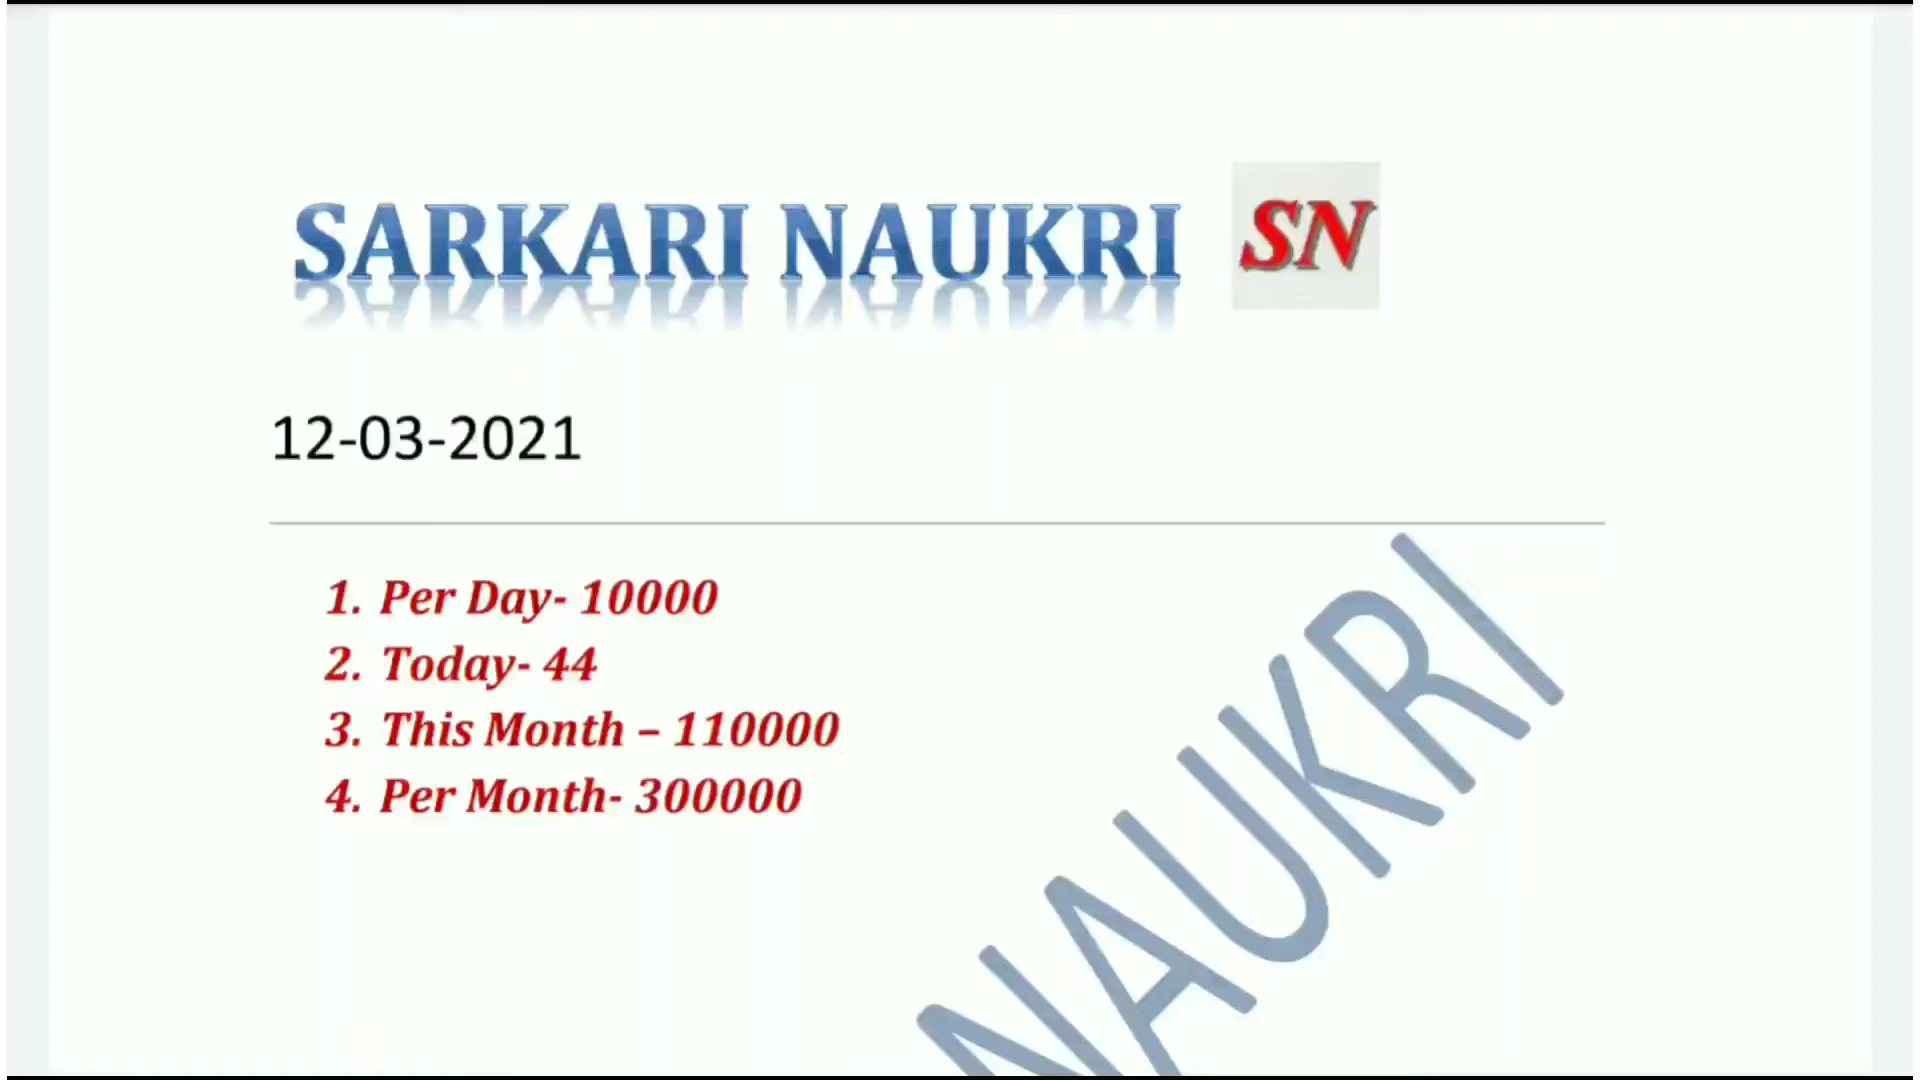 SARKARI NAUKRI SN
12-03-2021
1. Per Day- 10000
2. Today- 44
3. This Month – 110000
4. Per Month- 300000
NAUKRI